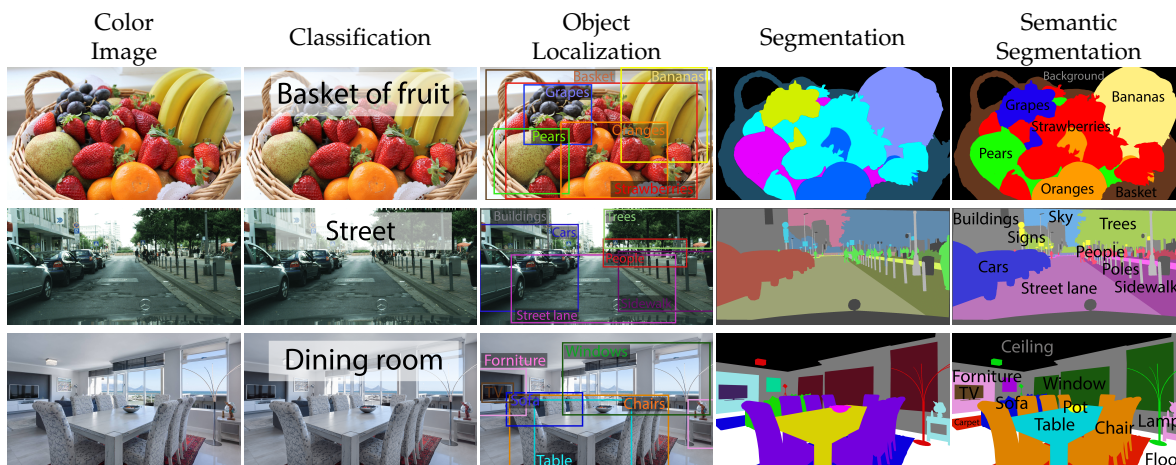 Color
Image
Classification
Object
Localization
Segmentation
Semantic
Segmentation
Basket of fruit
Basket
Bananas
Grapes
Oranges
Pears
Strawberries
Background
Bananas
Grapes
Strawberries
Pears
Oranges
Basket
Street
Buildings
Trees
Cars
People
Street lane
Buildings
Sky
Trees
Signs
People
Cars
Poles
Street lane
Sidewalk
Dining room
Windows
Forniture
TV
Sofa
Chairs
Table
Ceiling
Forniture
Window
TV
Sofa
Pot
Table
Chair
Lamp
Carpet
Floo